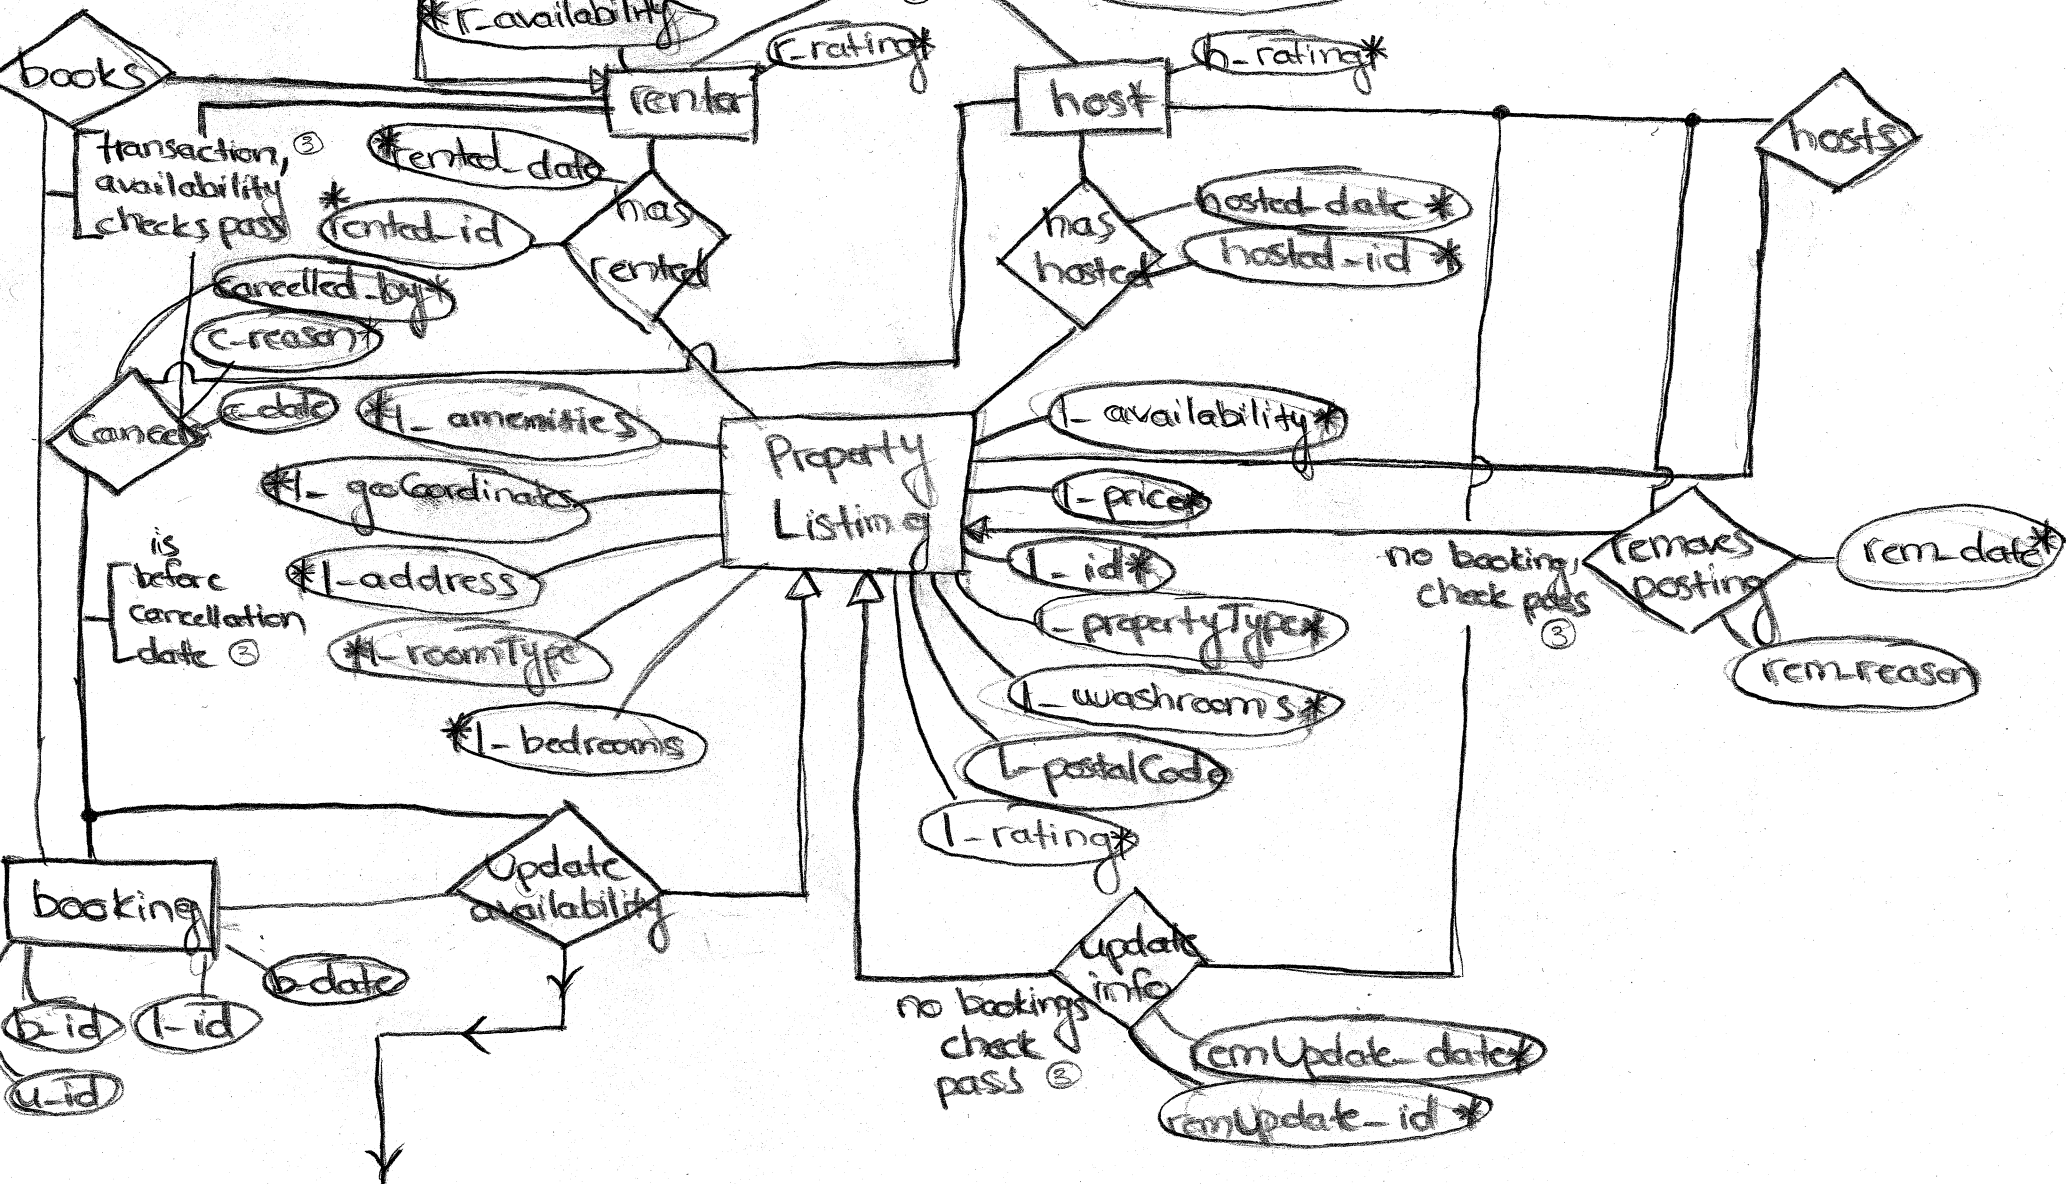 *r_availability
r_rating*
h_rating*
books
renter
host
hosts
transaction, ③
availability
checks pass
*rented_date
*
rented_id
has
rented
has
hosted
hosted_date *
hosted_id *
cancelled_by*
c_reason*
c_date
cancels
*l_amenities
*l_geoCoordinates
*l_address
*l_roomType
*l_bedrooms
Property
Listing
l_availability*
l_price*
l_id*
l_propertyType*
l_washrooms*
l_postalCode
l_rating*
no booking,
check pass
③
removes
posting
rem_date*
rem_reason
is
before
cancellation
date ③
booking
Update
availability
b_date
b_id
l_id
u_id
update
info
no bookings
check
pass ③
remUpdate_date*
remUpdate_id *